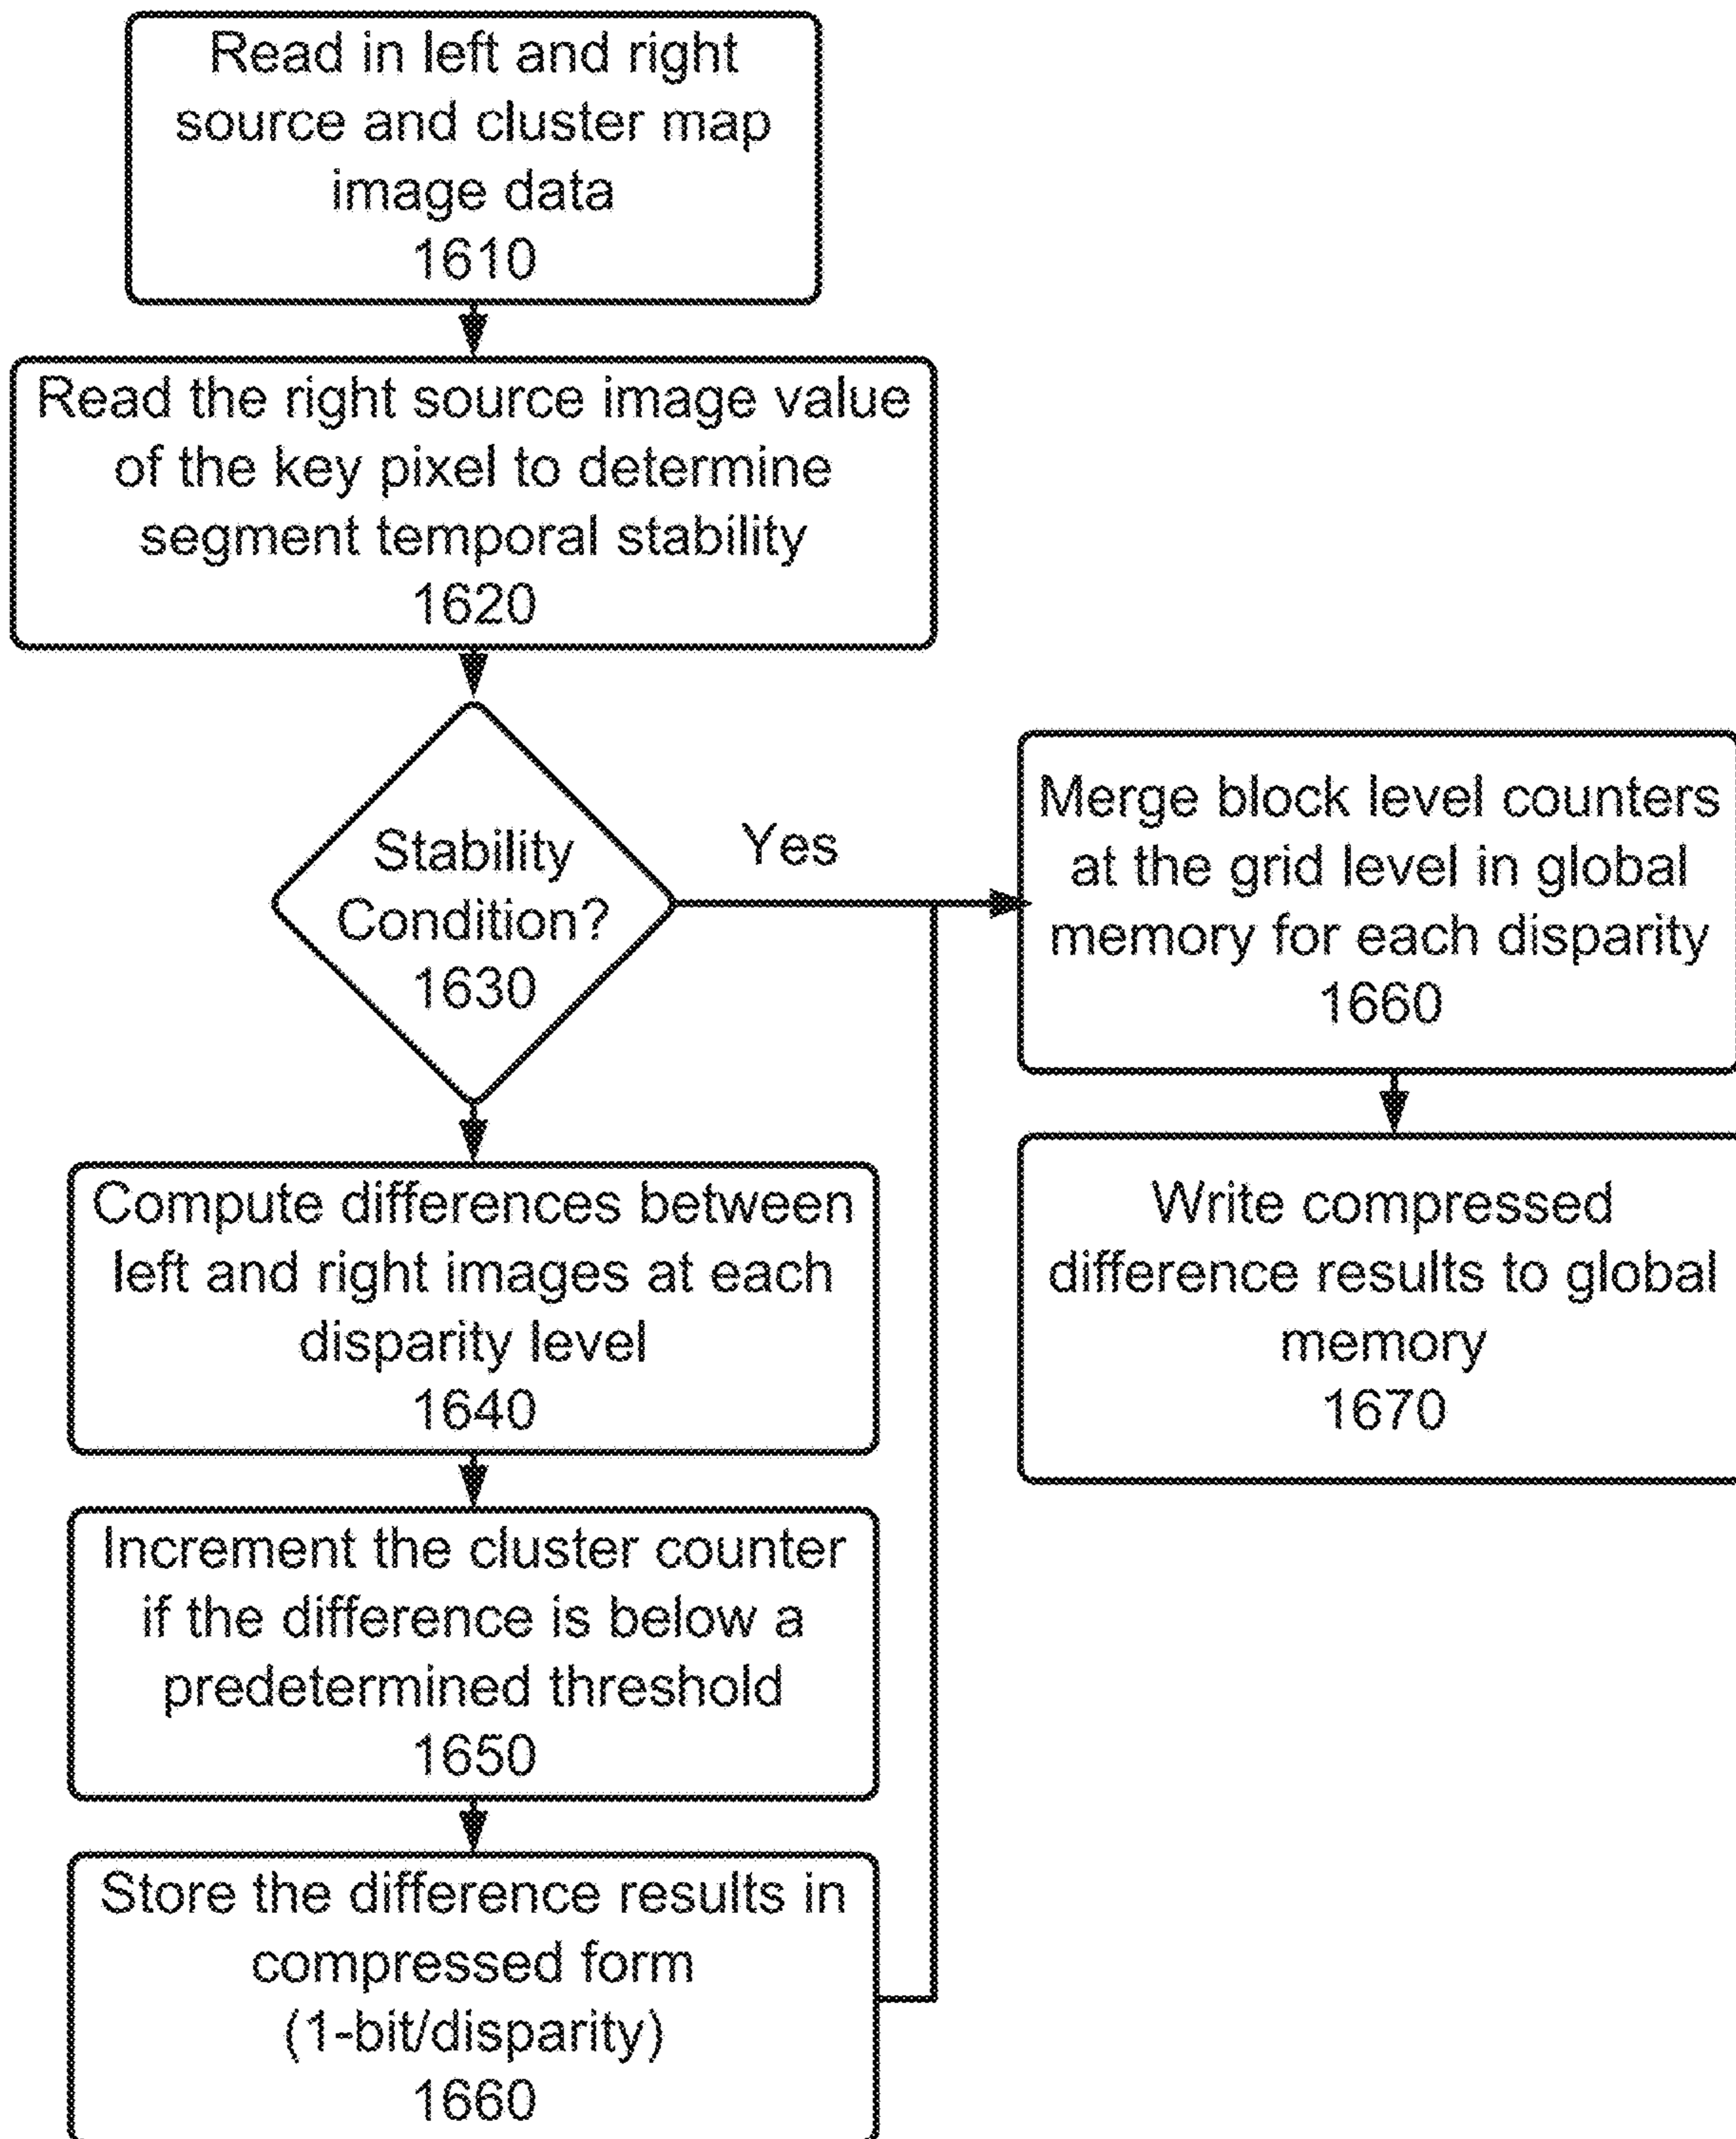 Read in left and right
source and cluster map
image data
1610
Read the right source image value
of the key pixel to determine
segment temporal stability
1620
Stability
Condition?
1630
Yes
Merge block level counters
at the grid level in global
memory for each disparity
1660
Write compressed
difference results to global
memory
1670
Compute differences between
left and right images at each
disparity level
1640
Increment the cluster counter
if the difference is below a
predetermined threshold
1650
Store the difference results in
compressed form
(1-bit/disparity)
1660